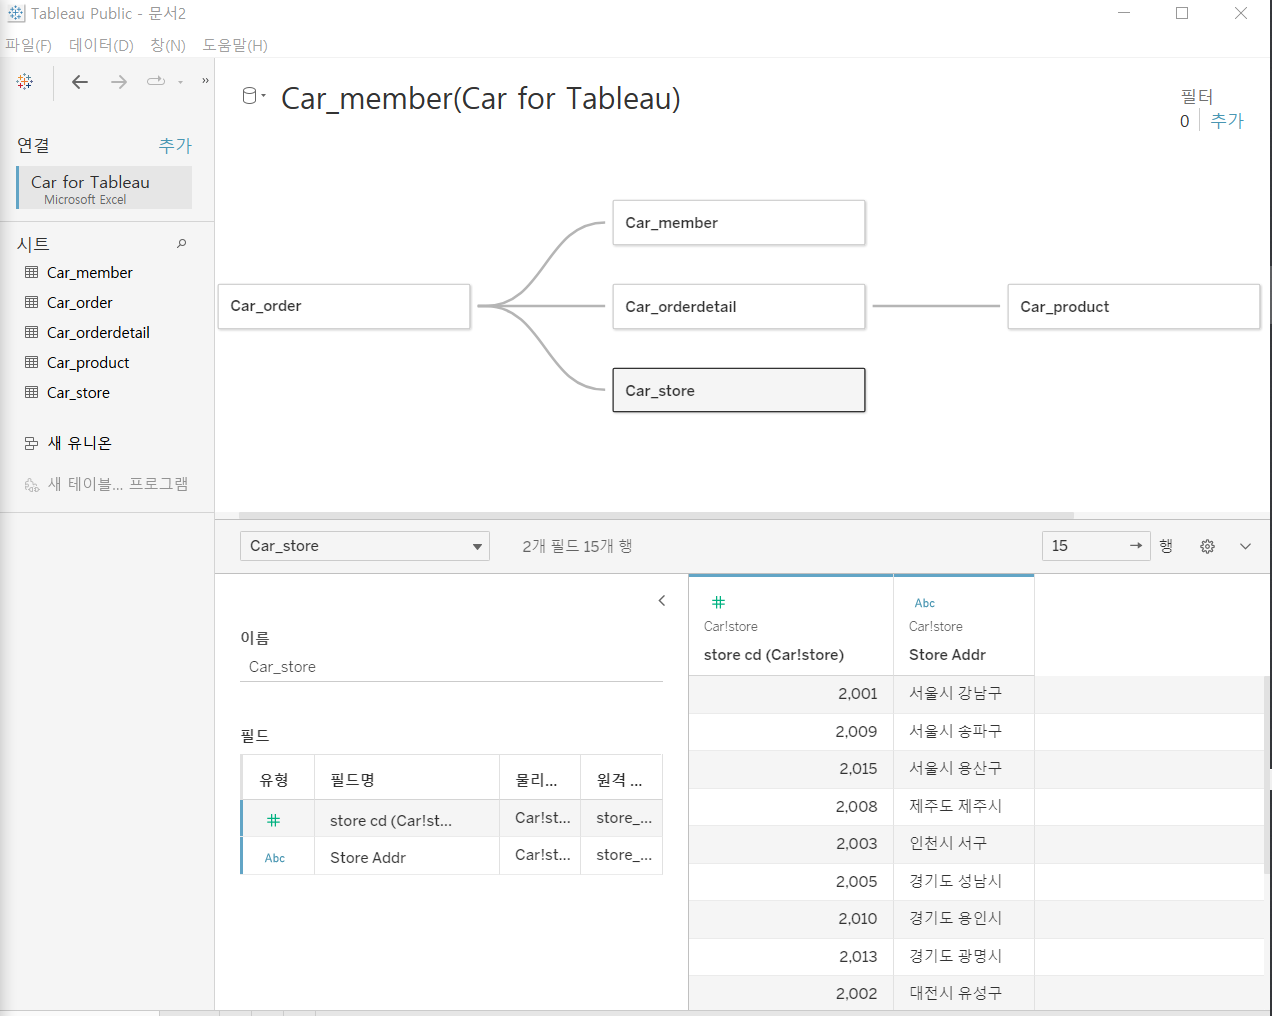 Tableau Public - 문서2
파일(F) 데이터(D) 창(N) 도움말(H)
»
연결 추가
Car for Tableau
Microsoft Excel
시트
Car_member
Car_order
Car_orderdetail
Car_product
Car_store
새 유니온
새 테이블... 프로그램
Car_member(Car for Tableau)
필터
0 추가
Car_member
Car_order
Car_orderdetail
Car_product
Car_store
Car_store 2개 필드 15개 행 15 → 행
이름
Car_store
필드
유형 필드명 물리... 원격 ...
# store cd (Car!st... Car!st... store_...
Abc Store Addr Car!st... store_...
# Abc
Car!store Car!store
store cd (Car!store) Store Addr
2,001 서울시 강남구
2,009 서울시 송파구
2,015 서울시 용산구
2,008 제주도 제주시
2,003 인천시 서구
2,005 경기도 성남시
2,010 경기도 용인시
2,013 경기도 광명시
2,002 대전시 유성구